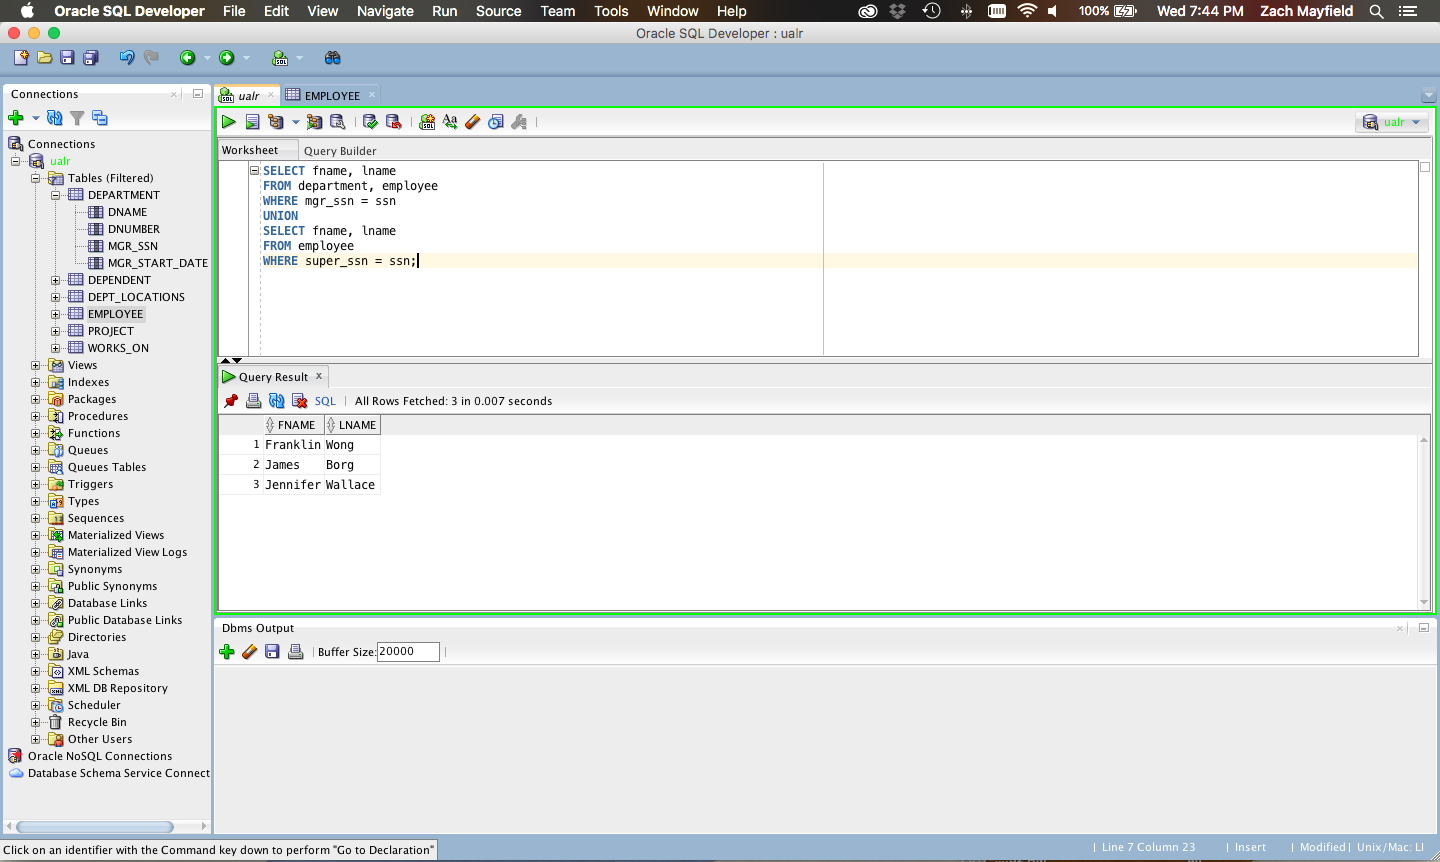 Oracle SQL Developer File Edit View Navigate Run Source Team Tools Window Help 100% Wed 7:44 PM Zach Mayfield
Oracle SQL Developer : ualr
Connections
Connections
ualr
Tables (Filtered)
DEPARTMENT
DNAME
DNUMBER
MGR_SSN
MGR_START_DATE
DEPENDENT
DEPT_LOCATIONS
EMPLOYEE
PROJECT
WORKS_ON
Views
Indexes
Packages
Procedures
Functions
Queues
Queues Tables
Triggers
Types
Sequences
Materialized Views
Materialized View Logs
Synonyms
Public Synonyms
Database Links
Public Database Links
Directories
Java
XML Schemas
XML DB Repository
Scheduler
Recycle Bin
Other Users
Oracle NoSQL Connections
Database Schema Service Connect
ualr EMPLOYEE
ualr
Worksheet Query Builder
SELECT fname, lname
FROM department, employee
WHERE mgr_ssn = ssn
UNION
SELECT fname, lname
FROM employee
WHERE super_ssn = ssn;
Query Result
SQL All Rows Fetched: 3 in 0.007 seconds
FNAME LNAME
1 Franklin Wong
2 James Borg
3 Jennifer Wallace
Dbms Output
Buffer Size: 20000
Click on an identifier with the Command key down to perform "Go to Declaration"
Line 7 Column 23 Insert Modified Unix/Mac: LI